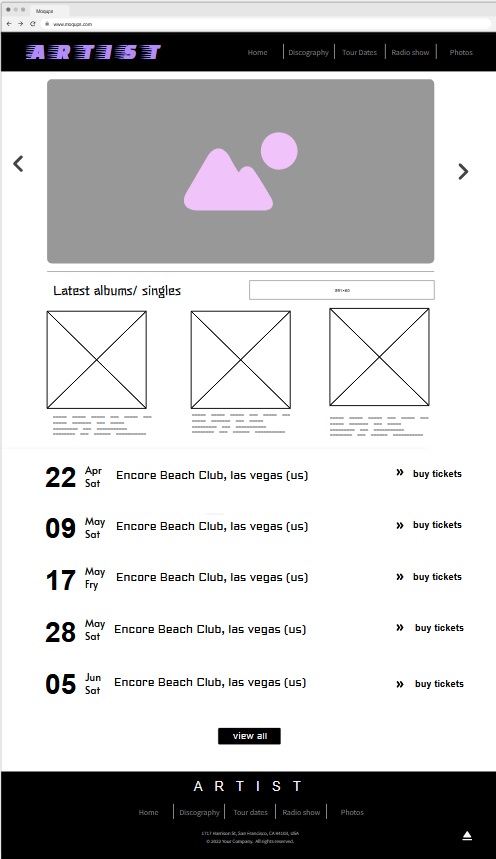 Moqups
www.moqups.com
ARTIST
Home Discography Tour Dates Radio show Photos
Latest albums/ singles
22 Apr Sat Encore Beach Club, las vegas (us) » buy tickets
09 May Sat Encore Beach Club, las vegas (us) » buy tickets
17 May Fry Encore Beach Club, las vegas (us) » buy tickets
28 May Sat Encore Beach Club, las vegas (us) » buy tickets
05 Jun Sat Encore Beach Club, las vegas (us) » buy tickets
view all
ARTIST
Home Discography Tour dates Radio show Photos
1717 Harrison St, San Francisco, CA 94103, USA
© 2022 Your Company. All rights reserved.